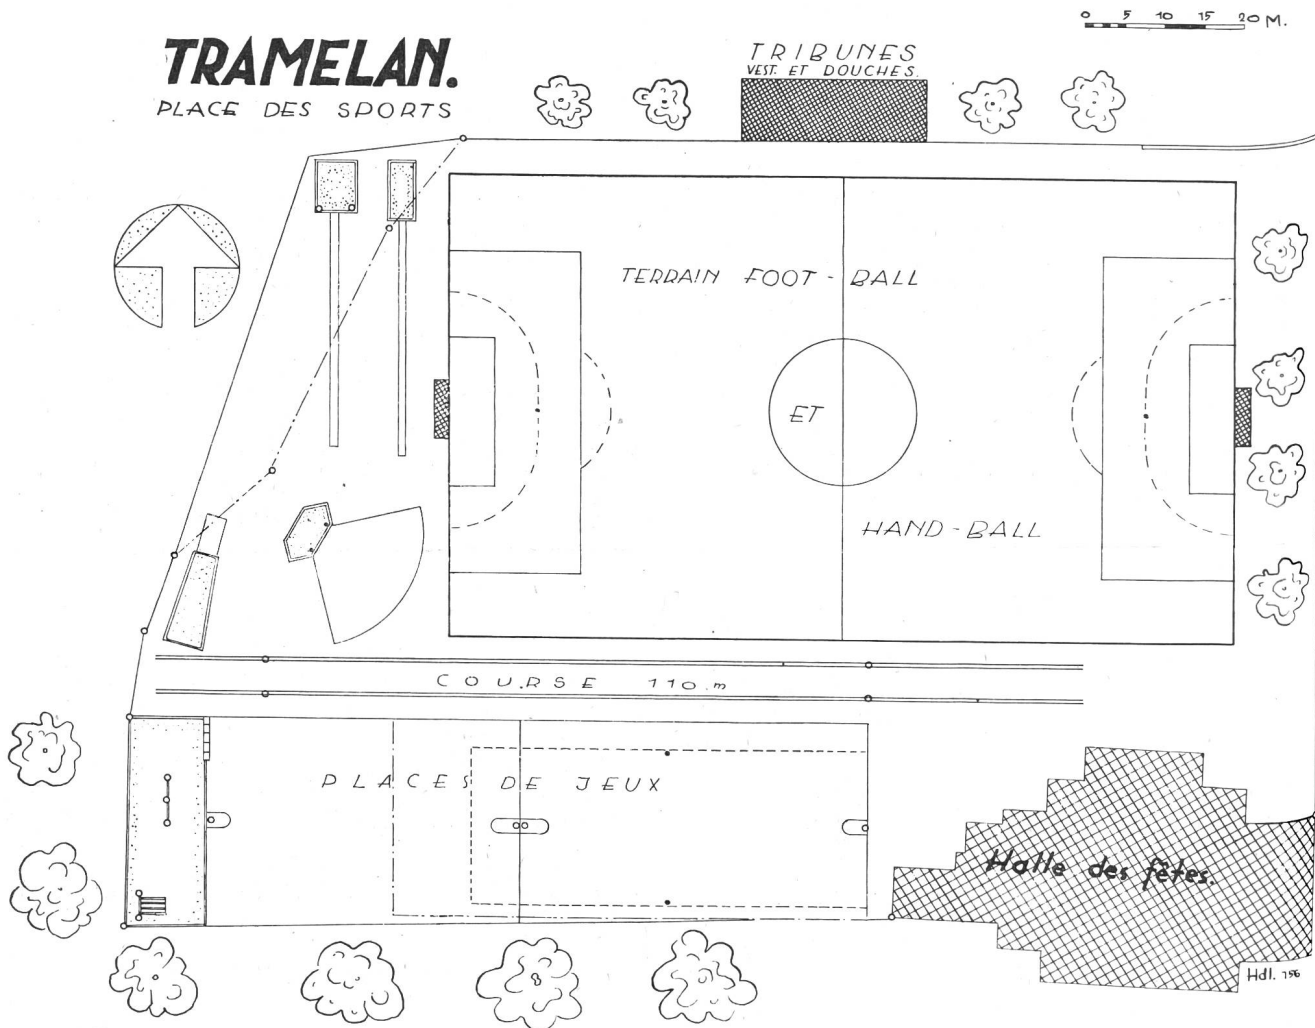 TRAMELAN.
PLACE DES SPORTS
0 5 10 15 20 M.
TRIBUNES
VEST. ET DOUCHES.
TERRAIN FOOT-BALL
ET
HAND-BALL
COURSE 110.m
PLACES DE JEUX
Halle des fêtes.
Hdl.